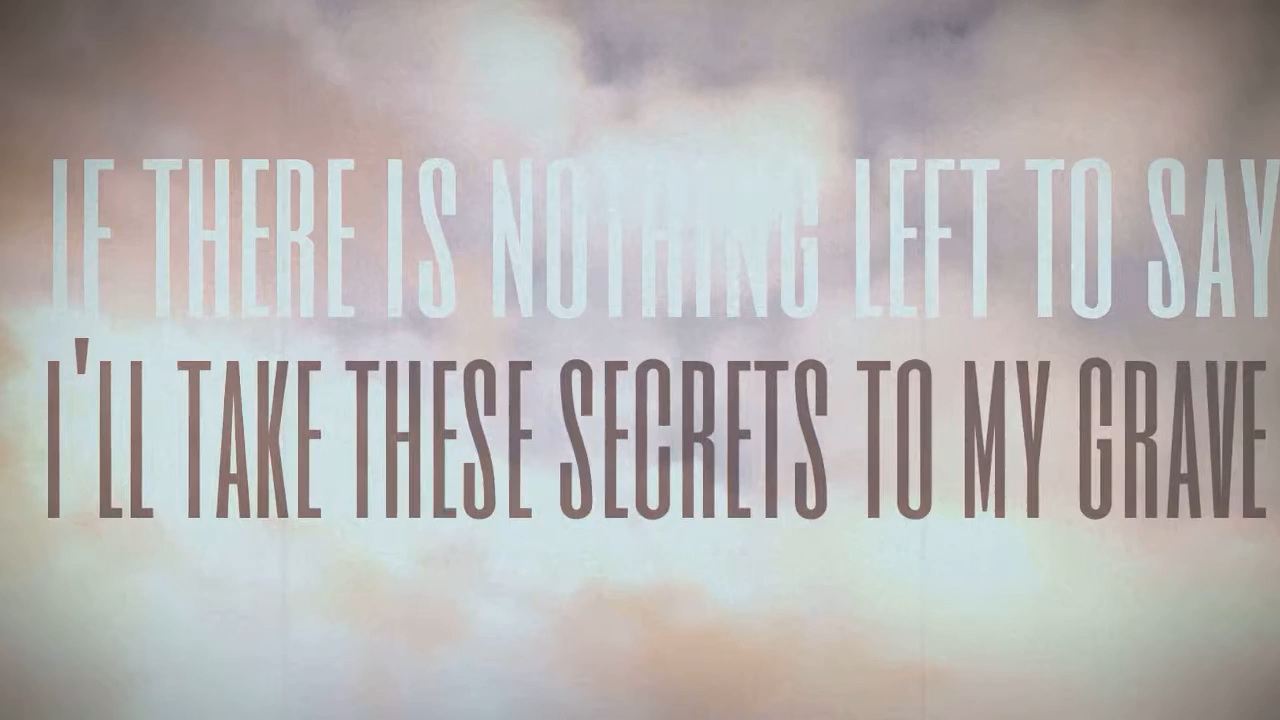 IF THERE IS NOTHING LEFT TO SAY
I'LL TAKE THESE SECRETS TO MY GRAVE